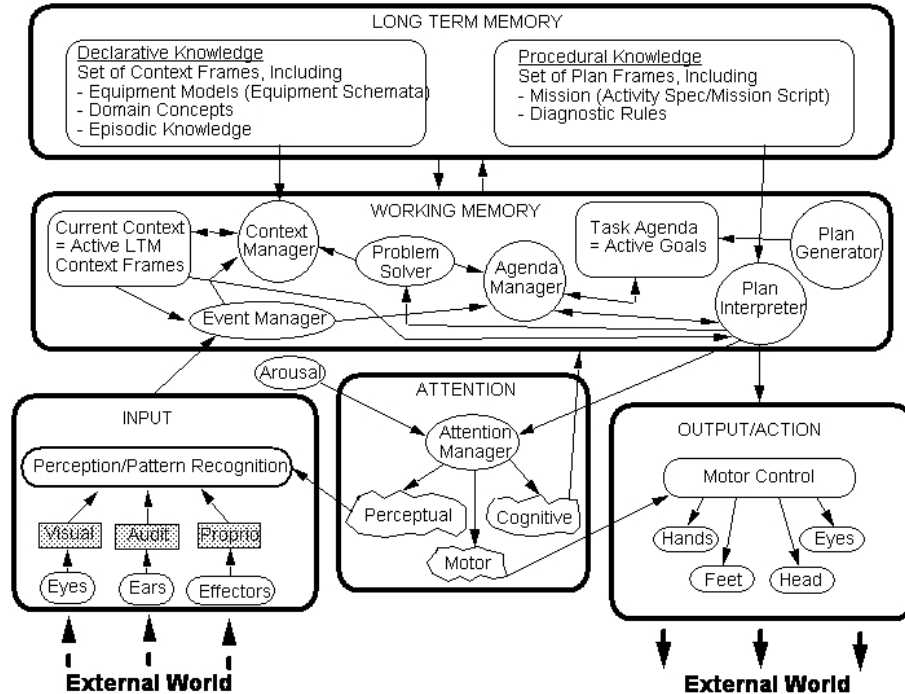 LONG TERM MEMORY
Declarative Knowledge
Set of Context Frames, Including
- Equipment Models (Equipment Schemata)
- Domain Concepts
- Episodic Knowledge
Procedural Knowledge
Set of Plan Frames, Including
- Mission (Activity Spec/Mission Script)
- Diagnostic Rules
WORKING MEMORY
Current Context
= Active LTM
Context Frames
Context
Manager
Problem
Solver
Agenda
Manager
Task Agenda
= Active Goals
Plan
Generator
Plan
Interpreter
Event Manager
Arousal
ATTENTION
Attention
Manager
Perceptual
Cognitive
Motor
INPUT
Perception/Pattern Recognition
Visual
Audit
Proprio
Eyes
Ears
Effectors
External World
OUTPUT/ACTION
Motor Control
Hands
Eyes
Feet
Head
External World